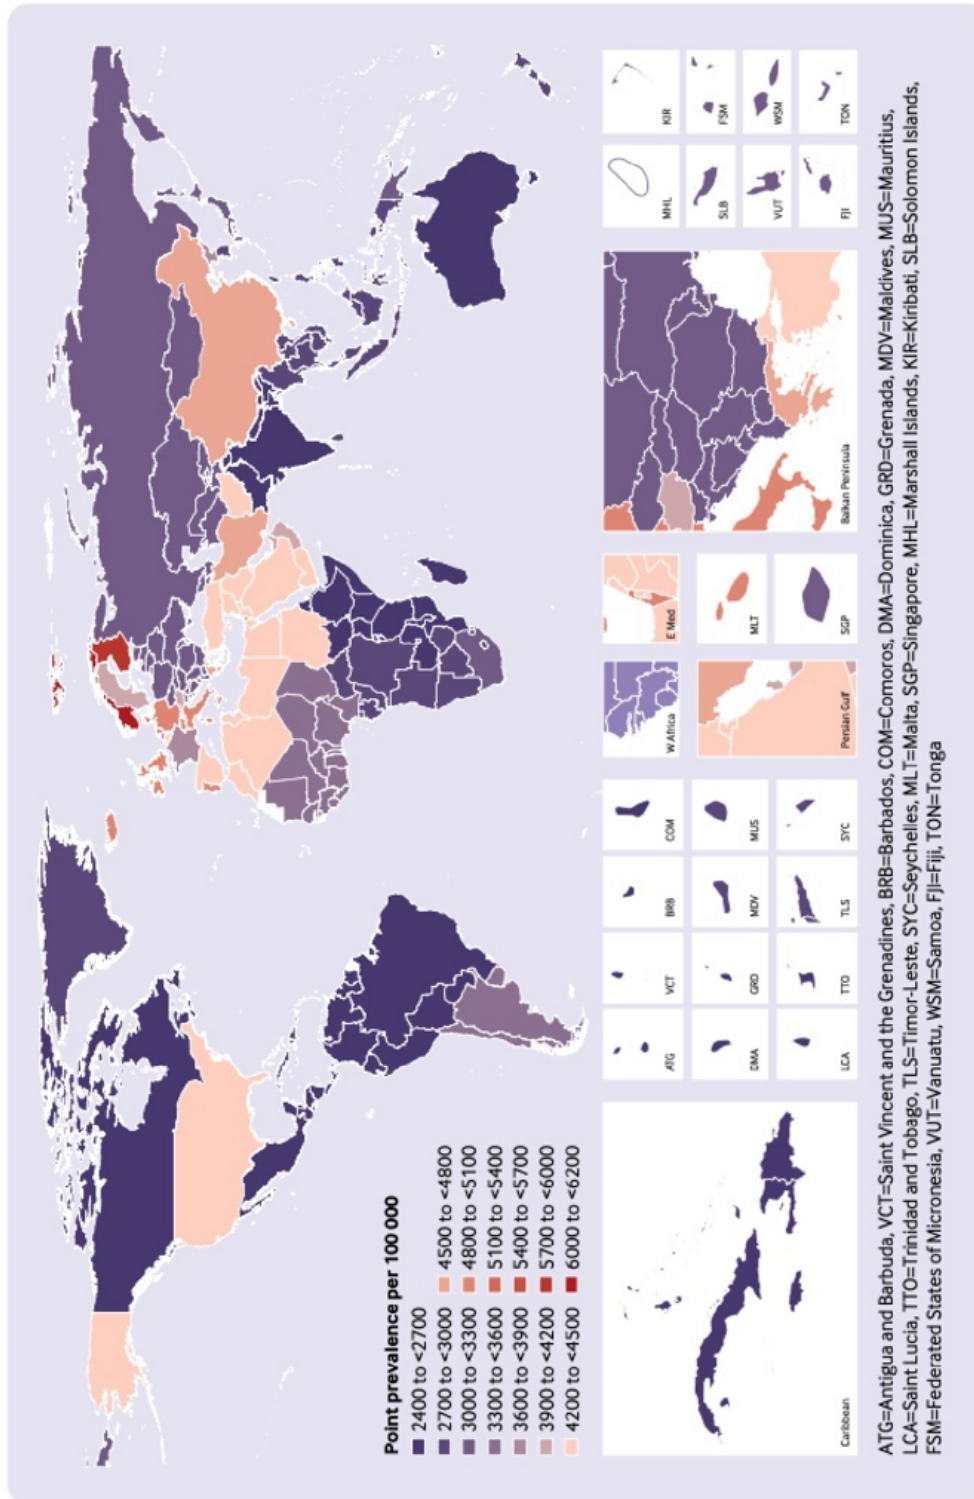 Point prevalence per 100 000
2400 to <2700
2700 to <3000
3000 to <3300
3300 to <3600
3600 to <3900
3900 to <4200
4200 to <4500
4500 to <4800
4800 to <5100
5100 to <5400
5400 to <5700
5700 to <6000
6000 to <6200
Caribbean
ATG
VCT
BRB
COM
DMA
GRD
MDV
MUS
LCA
TTO
TLS
SYC
W Africa
E Med
Persian Gulf
MLT
SGP
Balkan Peninsula
MHL
KIR
SLB
FSM
VUT
WSM
FJI
TON
ATG=Antigua and Barbuda, VCT=Saint Vincent and the Grenadines, BRB=Barbados, COM=Comoros, DMA=Dominica, GRD=Grenada, MDV=Maldives, MUS=Mauritius,
LCA=Saint Lucia, TTO=Trinidad and Tobago, TLS=Timor-Leste, SYC=Seychelles, MLT=Malta, SGP=Singapore, MHL=Marshall Islands, KIR=Kiribati, SLB=Solomon Islands,
FSM=Federated States of Micronesia, VUT=Vanuatu, WSM=Samoa, FJI=Fiji, TON=Tonga